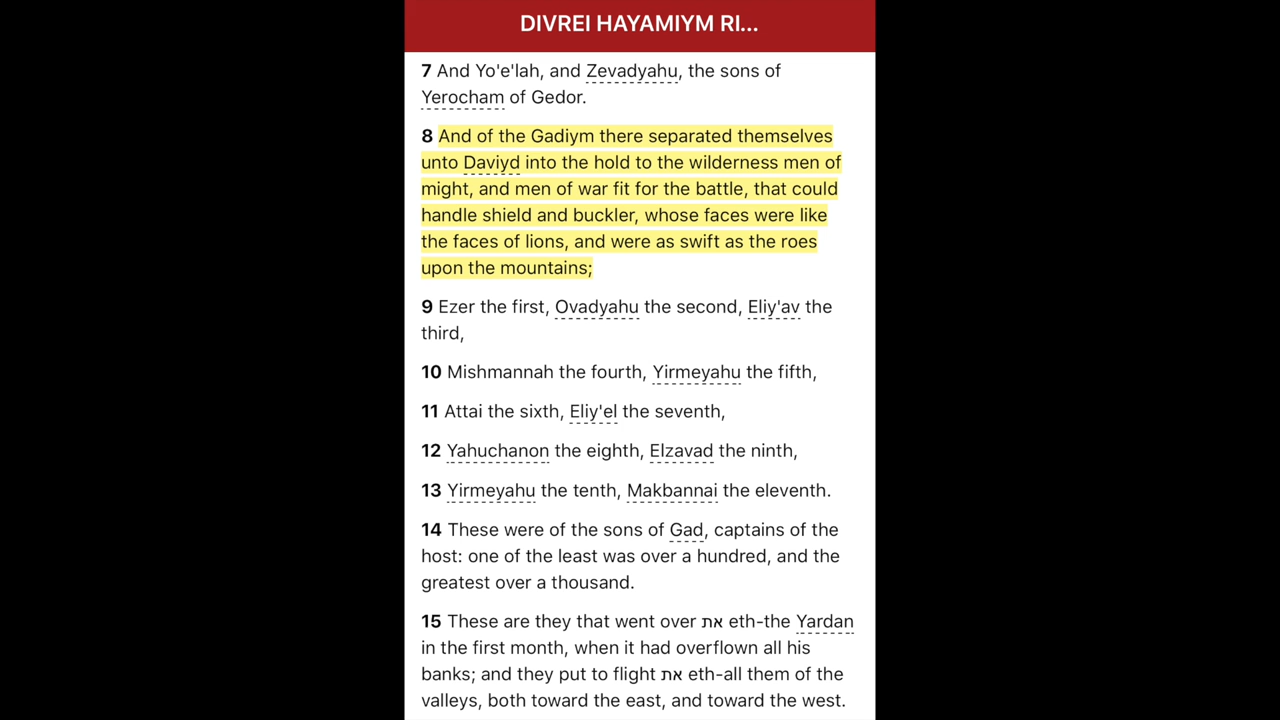 DIVREI HAYAMIYM RI...
7 And Yo'e'lah, and Zevadyahu, the sons of
Yerocham of Gedor.
8 And of the Gadiym there separated themselves
unto Daviyd into the hold to the wilderness men of
might, and men of war fit for the battle, that could
handle shield and buckler, whose faces were like
the faces of lions, and were as swift as the roes
upon the mountains;
9 Ezer the first, Ovadyahu the second, Eliy'av the
third,
10 Mishmannah the fourth, Yirmeyahu the fifth,
11 Attai the sixth, Eliy'el the seventh,
12 Yahuchanon the eighth, Elzavad the ninth,
13 Yirmeyahu the tenth, Makbannai the eleventh.
14 These were of the sons of Gad, captains of the
host: one of the least was over a hundred, and the
greatest over a thousand.
15 These are they that went over את eth-the Yardan
in the first month, when it had overflown all his
banks; and they put to flight את eth-all them of the
valleys, both toward the east, and toward the west.